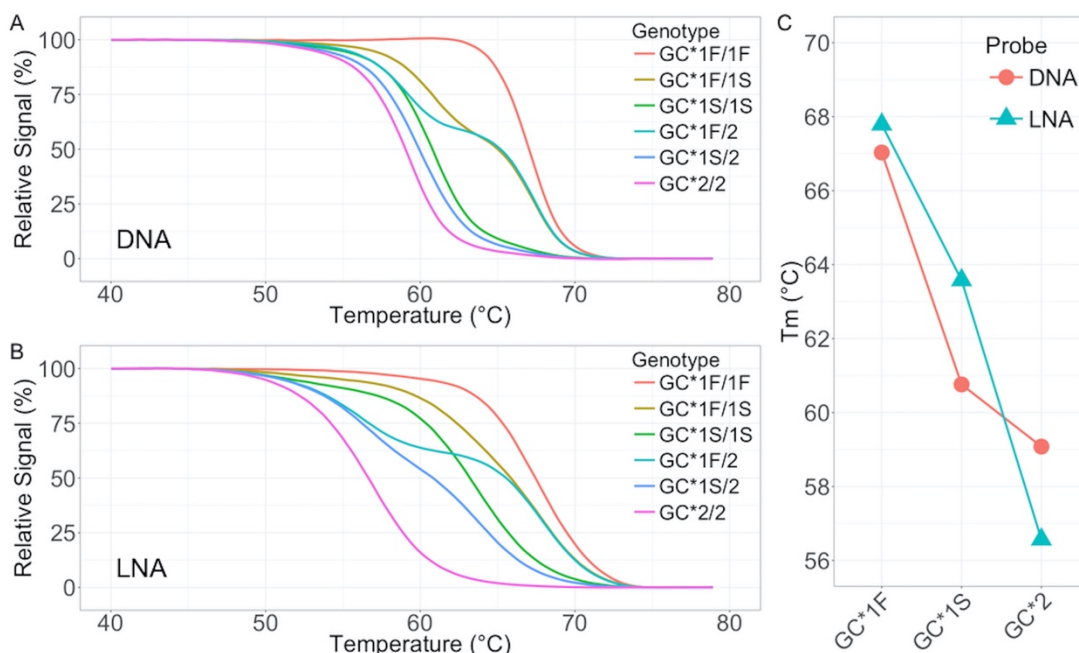 A
Relative Signal (%)
100
75
50
25
0
DNA
Genotype
GC*1F/1F
GC*1F/1S
GC*1S/1S
GC*1F/2
GC*1S/2
GC*2/2
40 50 60 70 80
Temperature (°C)
B
Relative Signal (%)
100
75
50
25
0
LNA
Genotype
GC*1F/1F
GC*1F/1S
GC*1S/1S
GC*1F/2
GC*1S/2
GC*2/2
40 50 60 70 80
Temperature (°C)
C
Tm (°C)
70
68
66
64
62
60
58
56
Probe
DNA
LNA
GC*1F GC*1S GC*2